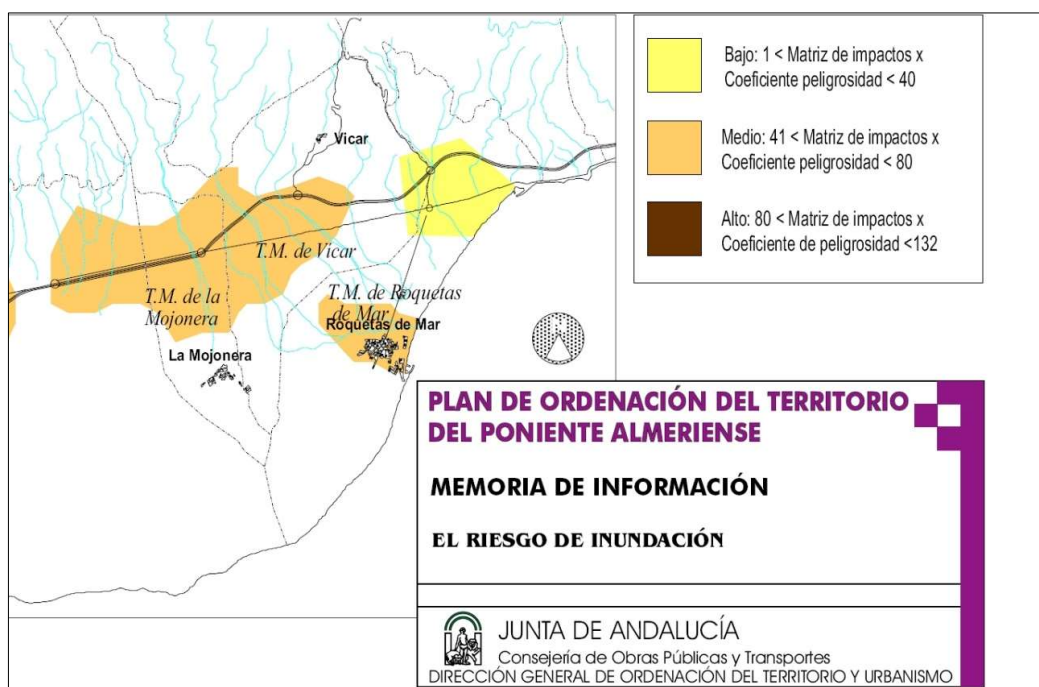 Bajo: 1 < Matriz de impactos x
Coeficiente peligrosidad < 40
Medio: 41 < Matriz de impactos x
Coeficiente peligrosidad < 80
Alto: 80 < Matriz de impactos x
Coeficiente de peligrosidad <132
Vicar
T.M. de Vicar
T.M. de la
Mojonera
T.M. de Roquetas
de Mar
Roquetas de Mar
La Mojonera
PLAN DE ORDENACIÓN DEL TERRITORIO
DEL PONIENTE ALMERIENSE
MEMORIA DE INFORMACIÓN
EL RIESGO DE INUNDACIÓN
JUNTA DE ANDALUCÍA
Consejería de Obras Públicas y Transportes
DIRECCIÓN GENERAL DE ORDENACIÓN DEL TERRITORIO Y URBANISMO